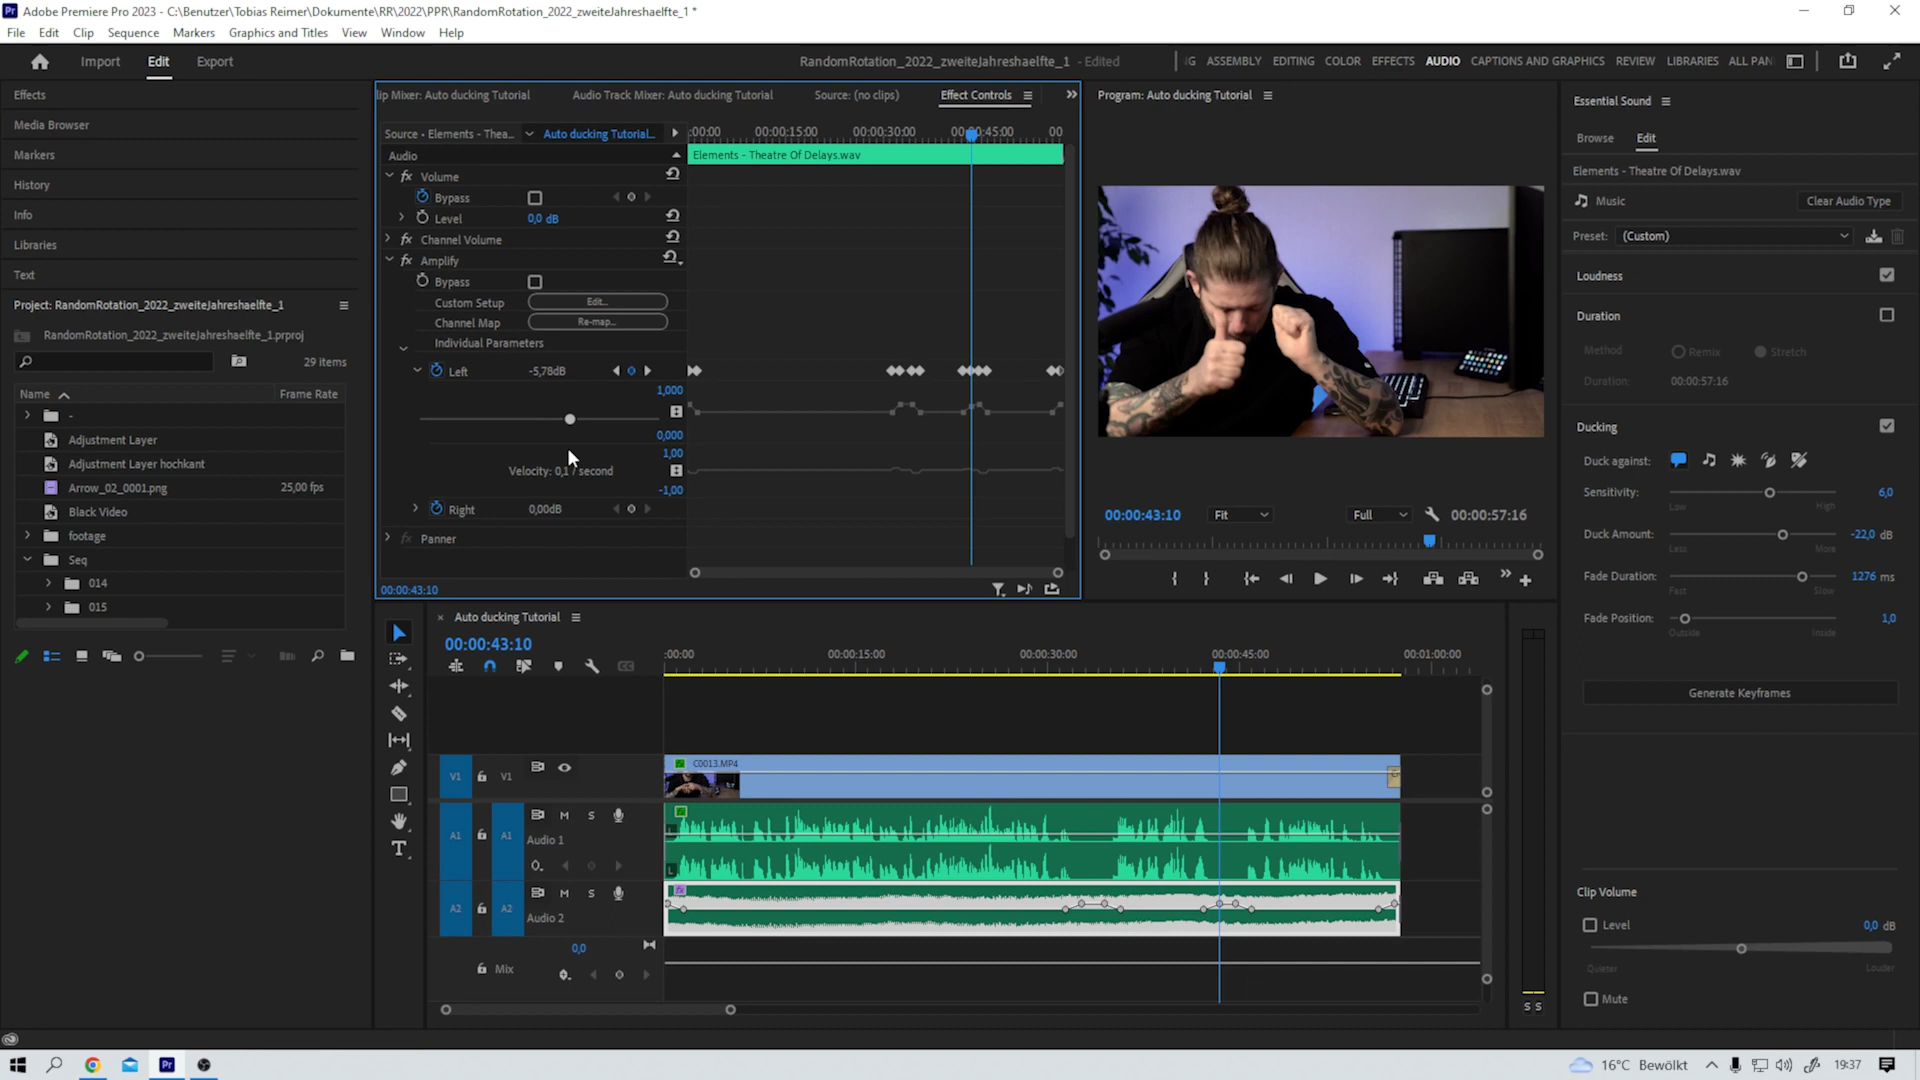 Adobe Premiere Pro 2023 - C:\Benutzer\Tobias Reimer\Dokumente\RR\2022\PPR\RandomRotation_2022_zweiteJahreshaelfte_1 *
File Edit Clip Sequence Markers Graphics and Titles View Window Help
Import Edit Export
RandomRotation_2022_zweiteJahreshaelfte_1 - Edited
ASSEMBLY EDITING COLOR EFFECTS AUDIO CAPTIONS AND GRAPHICS REVIEW LIBRARIES ALL PAN
Effects
Media Browser
Markers
History
Info
Libraries
Text
Project: RandomRotation_2022_zweiteJahreshaelfte_1
RandomRotation_2022_zweiteJahreshaelfte_1.prproj
29 items
Name Frame Rate
-
Adjustment Layer
Adjustment Layer hochkant
Arrow_02_0001.png 25,00 fps
Black Video
footage
Seq
014
015
lip Mixer: Auto ducking Tutorial Audio Track Mixer: Auto ducking Tutorial Source: (no clips) Effect Controls
Source • Elements - Thea... Auto ducking Tutorial...
:00:00 00:00:15:00 00:00:30:00 00:00:45:00 00
Audio
Elements - Theatre Of Delays.wav
fx Volume
Bypass
Level 0,0 dB
fx Channel Volume
fx Amplify
Bypass
Custom Setup Edit...
Channel Map Re-map...
Individual Parameters
Left -5,78dB
1,000
0,000
1,00
Velocity: 0,1 / second
-1,00
Right 0,00dB
fx Panner
00:00:43:10
Program: Auto ducking Tutorial
00:00:43:10 Fit Full 00:00:57:16
Essential Sound
Browse Edit
Elements - Theatre Of Delays.wav
Music Clear Audio Type
Preset: (Custom)
Loudness
Duration
Method Remix Stretch
Duration: 00:00:57:16
Ducking
Duck against:
Sensitivity: 6,0
Low High
Duck Amount: -22,0 dB
Less More
Fade Duration: 1276 ms
Fast Slow
Fade Position: 1,0
Outside Inside
Generate Keyframes
Clip Volume
Level 0,0 dB
Quieter Louder
Mute
Auto ducking Tutorial
00:00:43:10
:00:00 00:00:15:00 00:00:30:00 00:00:45:00 00:01:00:00
V1 V1
C0013.MP4
A1 A1 M S
Audio 1
L
L
A2 A2 M S
Audio 2
fx
0,0
Mix
S S
Pr
16°C Bewölkt 19:37